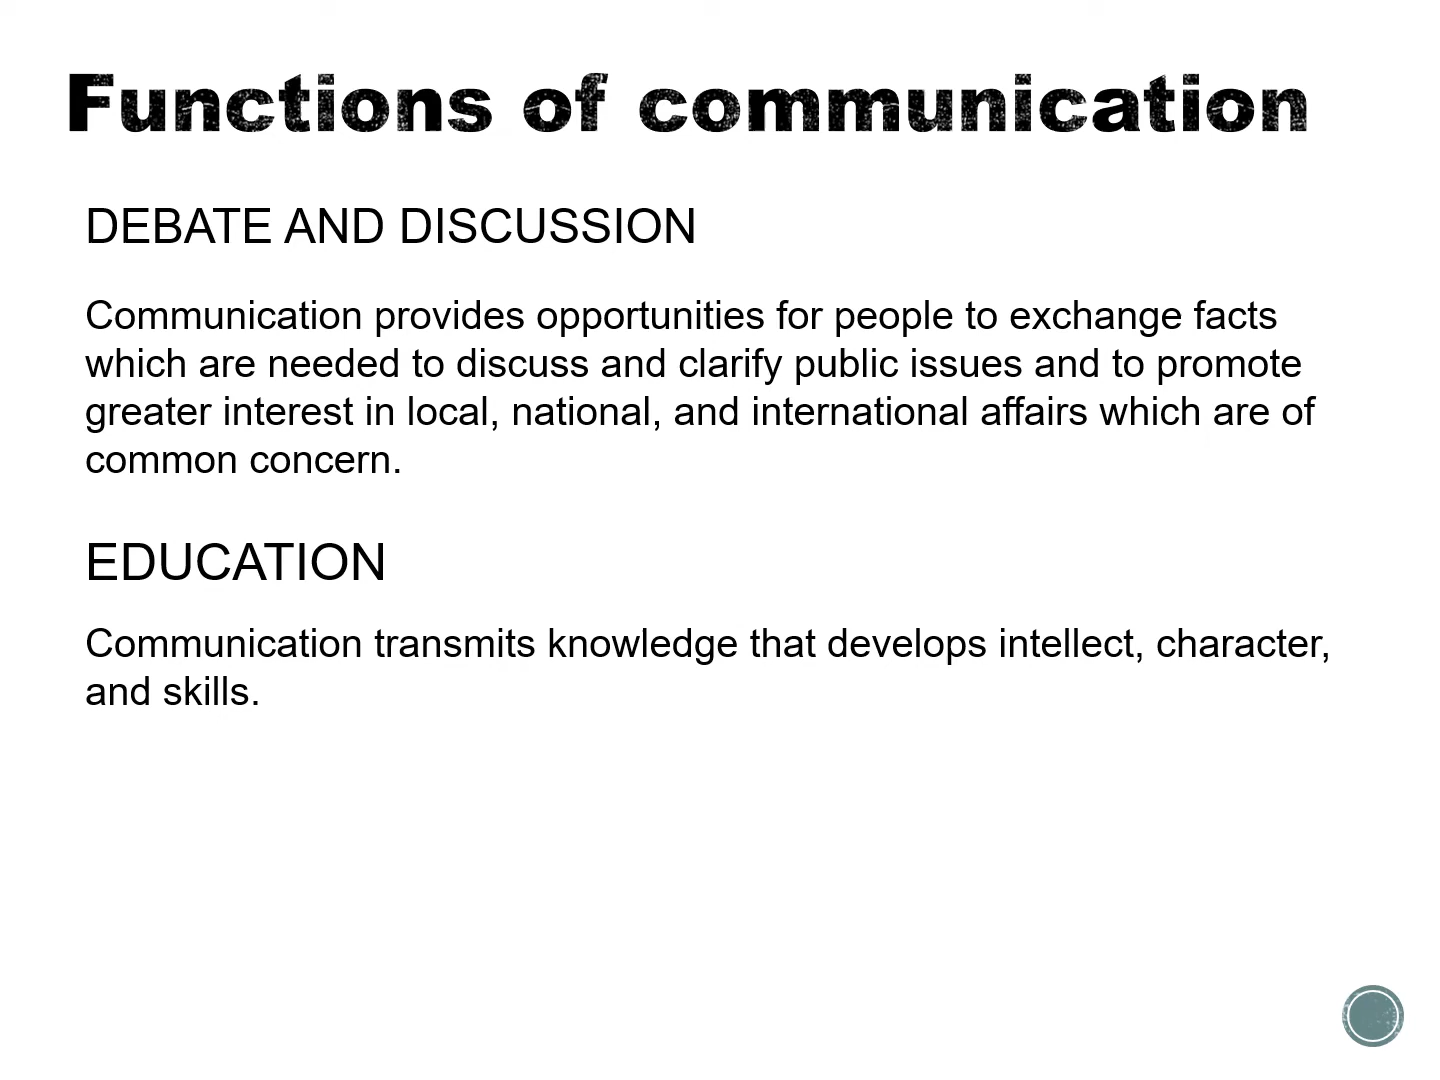 Functions of communication
DEBATE AND DISCUSSION
Communication provides opportunities for people to exchange facts
which are needed to discuss and clarify public issues and to promote
greater interest in local, national, and international affairs which are of
common concern.
EDUCATION
Communication transmits knowledge that develops intellect, character,
and skills.